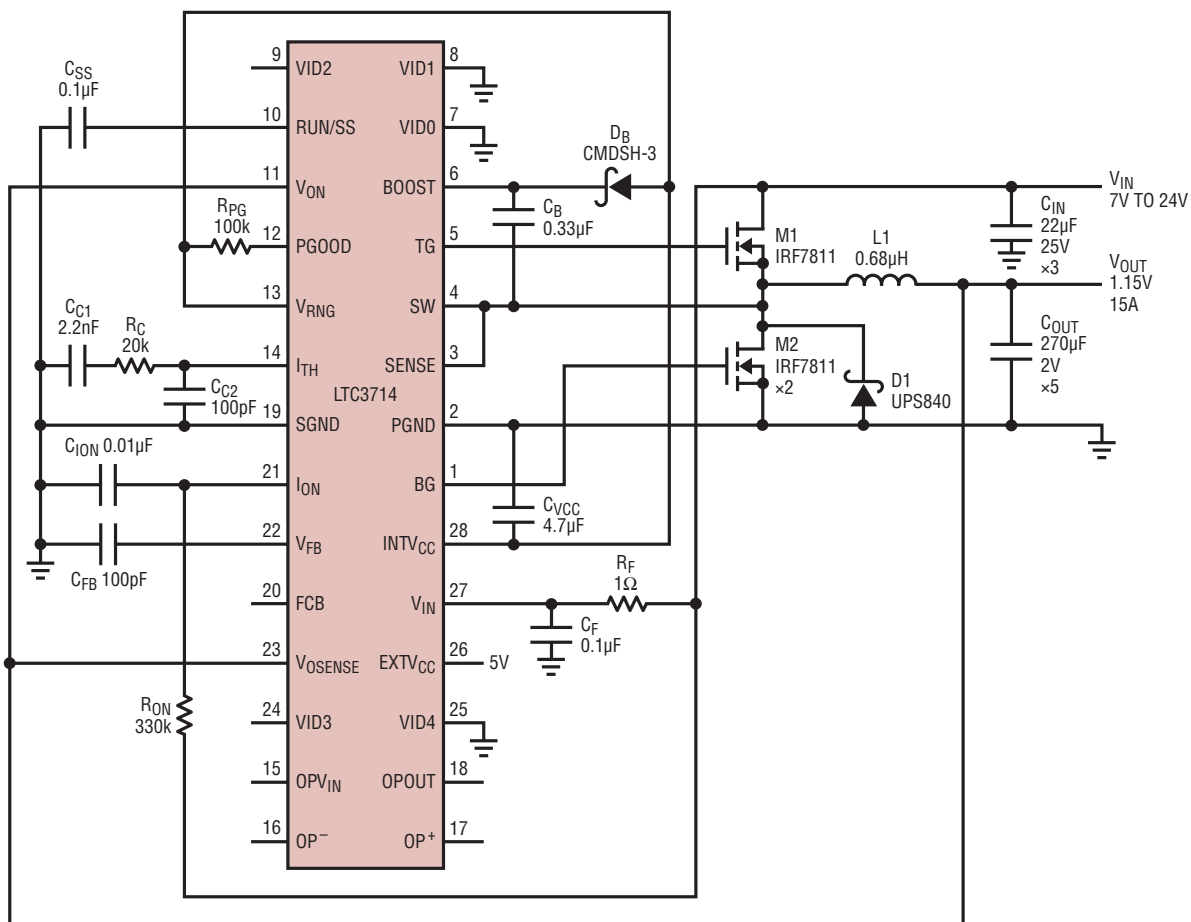 CSS
0.1µF
9
VID2
VID1
8
10
RUN/SS
VID0
7
DB
CMDSH-3
11
VON
BOOST
6
RPG
100k
12
PGOOD
TG
5
CB
0.33µF
M1
IRF7811
L1
0.68µH
VIN
7V TO 24V
CIN
22µF
25V
×3
VOUT
1.15V
15A
13
VRNG
SW
4
CC1
2.2nF
RC
20k
14
ITH
SENSE
3
M2
IRF7811
×2
COUT
270µF
2V
×5
D1
UPS840
LTC3714
CC2
100pF
19
SGND
PGND
2
CION 0.01µF
21
ION
BG
1
CVCC
4.7µF
22
VFB
INTVCC
28
CFB 100pF
RF
1Ω
20
FCB
VIN
27
CF
0.1µF
23
VOSENSE
EXTVCC
26
5V
RON
330k
24
VID3
VID4
25
15
OPVIN
OPOUT
18
16
OP−
OP+
17